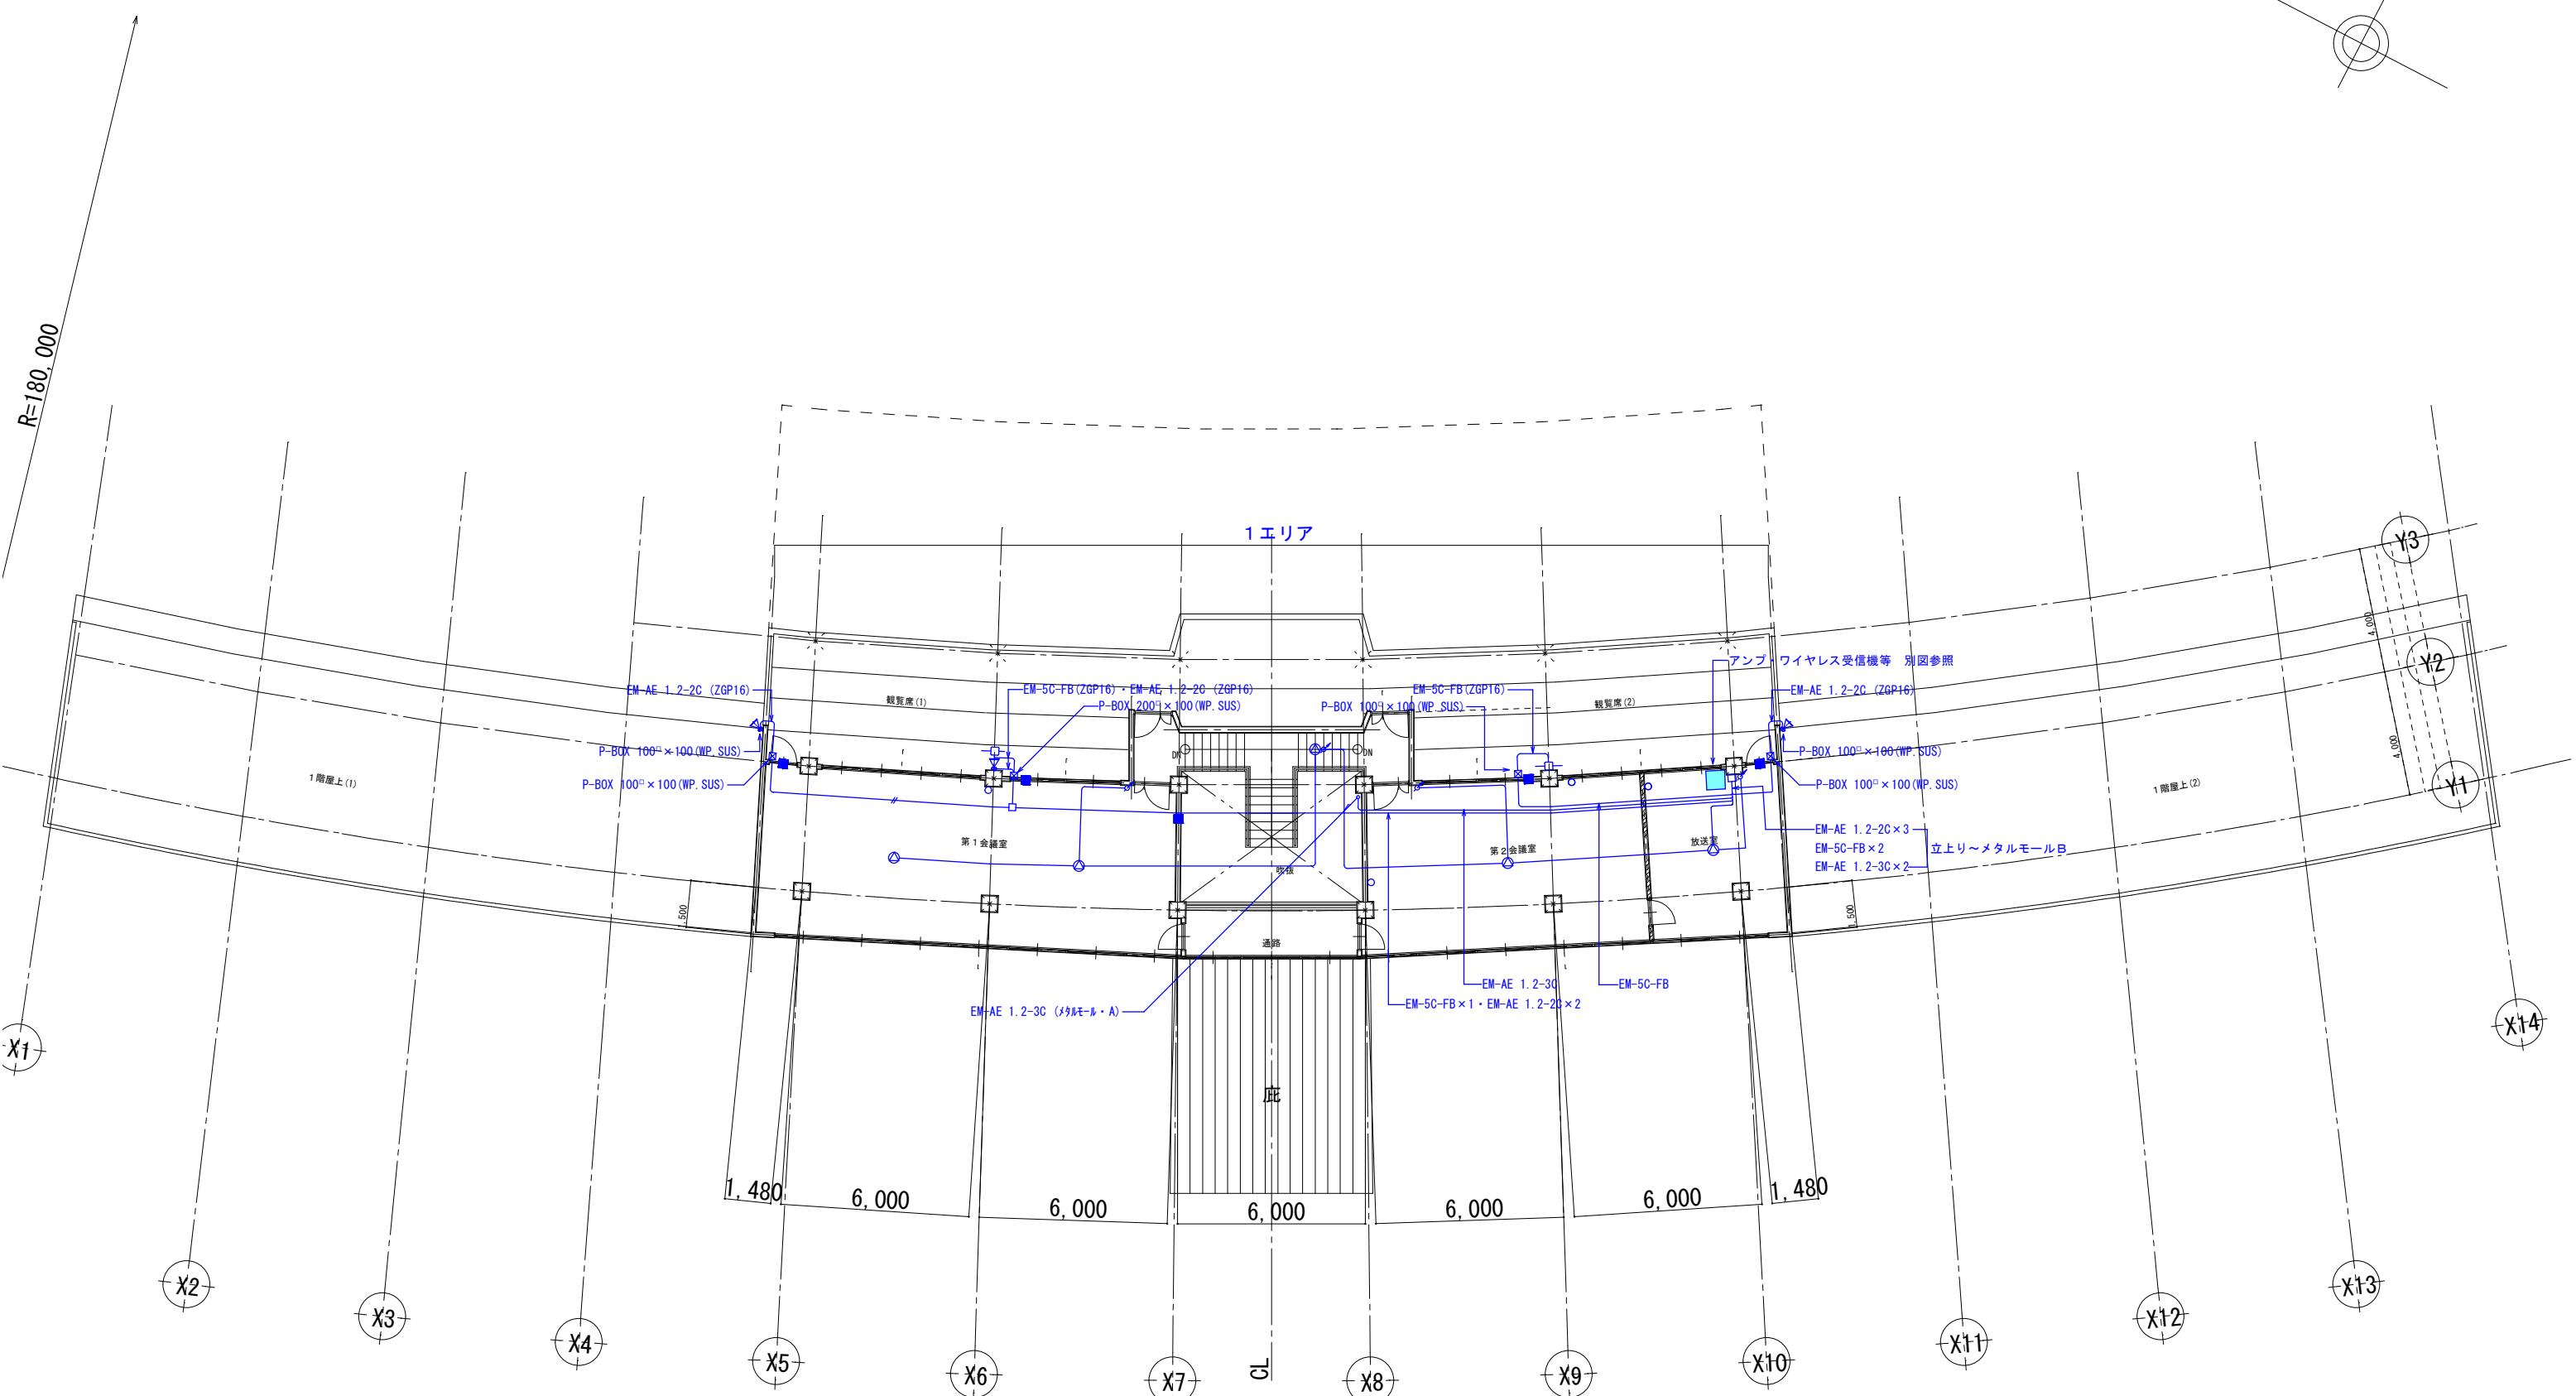 R=180,000
1エリア
Y3
Y2
Y1
4,000
4,000
アンプ・ワイヤレス受信機等　別図参照
EM-AE 1.2-2C (ZGP16)
EM-5C-FB(ZGP16)・EM-AE 1.2-2C (ZGP16)
EM-5C-FB(ZGP16)
EM-AE 1.2-2C (ZGP16)
観覧席(1)
P-BOX 200□×100(WP.SUS)
P-BOX 100□×100(WP.SUS)
観覧席(2)
P-BOX 100□×100(WP.SUS)
DN
DN
P-BOX 100□×100(WP.SUS)
1階屋上(1)
P-BOX 100□×100(WP.SUS)
P-BOX 100□×100(WP.SUS)
1階屋上(2)
第1会議室
第2会議室
放送室
EM-AE 1.2-2C×3
EM-5C-FB×2
立上り～メタルモールB
EM-AE 1.2-3C×2
吹抜
1,500
1,500
通路
EM-AE 1.2-3C
EM-5C-FB
EM-5C-FB×1・EM-AE 1.2-2C×2
EM-AE 1.2-3C (ﾒﾀﾙﾓｰﾙ・A)
庇
1,480
6,000
6,000
6,000
6,000
6,000
1,480
CL
X1
X2
X3
X4
X5
X6
X7
X8
X9
X10
X11
X12
X13
X14